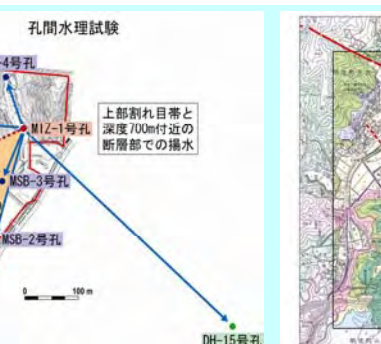 孔間水理試験
-4号孔
MIZ-1号孔
上部割れ目帯と
深度700m付近の
断層部での揚水
MSB-3号孔
MSB-2号孔
0 100 m
DH-15号孔